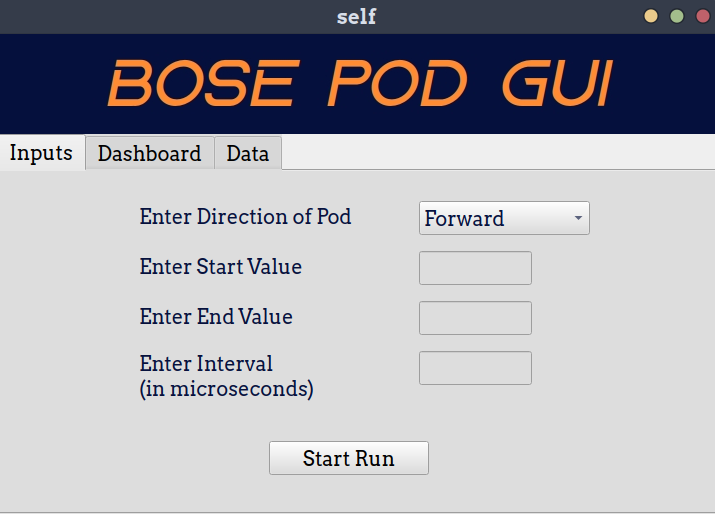 self
BOSE POD GUI
Inputs Dashboard Data
Enter Direction of Pod Forward
Enter Start Value
Enter End Value
Enter Interval
(in microseconds)
Start Run